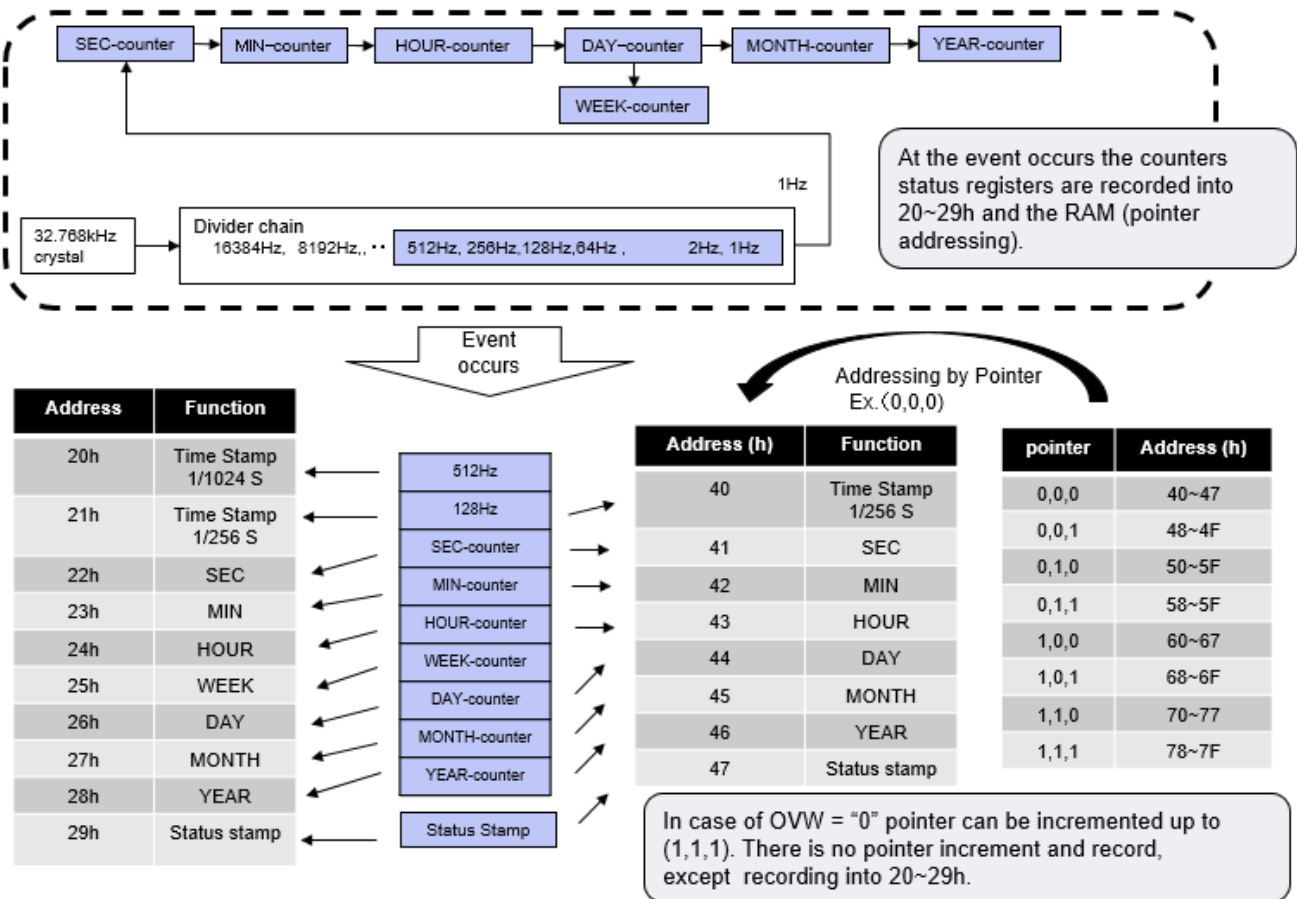 SEC-counter
MIN–counter
HOUR-counter
DAY–counter
MONTH-counter
YEAR-counter
WEEK-counter
At the event occurs the counters
status registers are recorded into
20~29h and the RAM (pointer
addressing).
1Hz
32.768kHz
crystal
Divider chain
16384Hz, 8192Hz,, ・・
512Hz, 256Hz,128Hz,64Hz , 2Hz, 1Hz
Event
occurs
Address Function
20h Time Stamp
1/1024 S
21h Time Stamp
1/256 S
22h SEC
23h MIN
24h HOUR
25h WEEK
26h DAY
27h MONTH
28h YEAR
29h Status stamp
512Hz
128Hz
SEC-counter
MIN-counter
HOUR-counter
WEEK-counter
DAY-counter
MONTH-counter
YEAR-counter
Status Stamp
Addressing by Pointer
Ex.(0,0,0)
Address (h) Function
40 Time Stamp
1/256 S
41 SEC
42 MIN
43 HOUR
44 DAY
45 MONTH
46 YEAR
47 Status stamp
pointer Address (h)
0,0,0 40~47
0,0,1 48~4F
0,1,0 50~5F
0,1,1 58~5F
1,0,0 60~67
1,0,1 68~6F
1,1,0 70~77
1,1,1 78~7F
In case of OVW = “0” pointer can be incremented up to
(1,1,1). There is no pointer increment and record,
except recording into 20~29h.